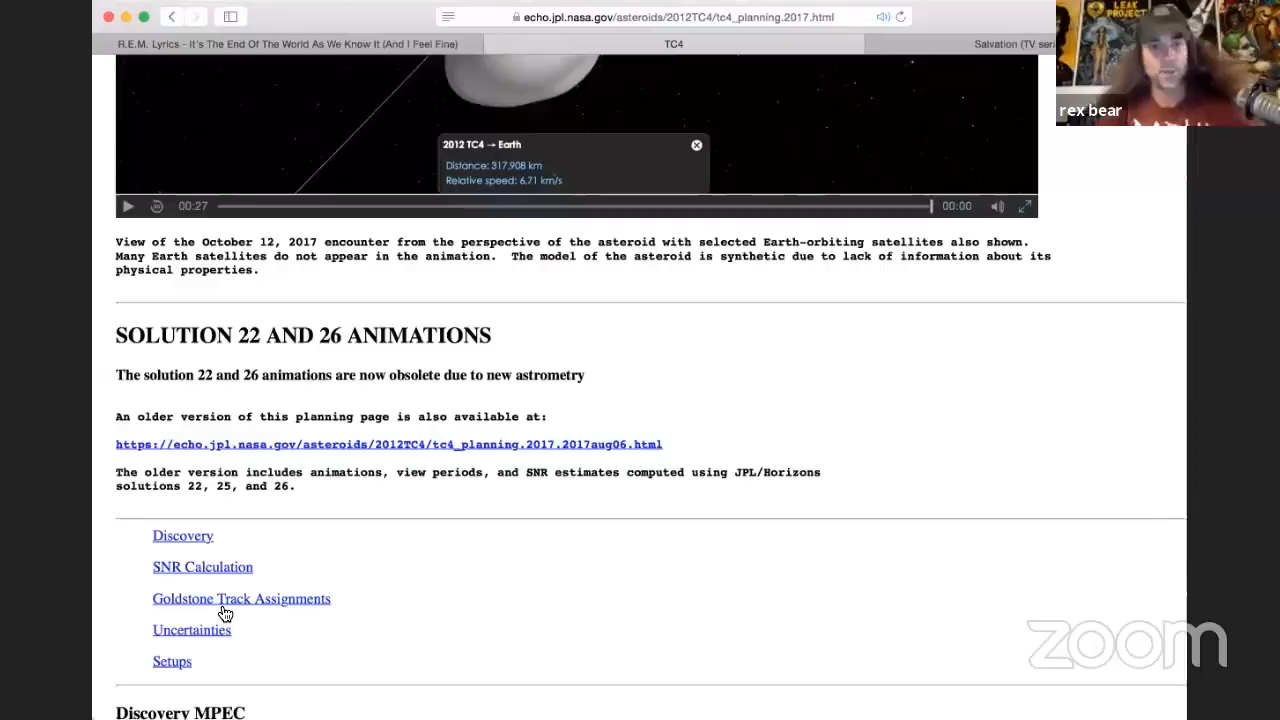 echo.jpl.nasa.gov/asteroids/2012TC4/tc4_planning.2017.html
R.E.M. Lyrics - It's The End Of The World As We Know It (And I Feel Fine)
TC4
Salvation (TV seri
LEAK
PROJECT
rex bear
2012 TC4 → Earth
Distance: 317,908 km
Relative speed: 6.71 km/s
00:27
00:00
View of the October 12, 2017 encounter from the perspective of the asteroid with selected Earth-orbiting satellites also shown.
Many Earth satellites do not appear in the animation. The model of the asteroid is synthetic due to lack of information about its
physical properties.
SOLUTION 22 AND 26 ANIMATIONS
The solution 22 and 26 animations are now obsolete due to new astrometry
An older version of this planning page is also available at:
https://echo.jpl.nasa.gov/asteroids/2012TC4/tc4_planning.2017.2017aug06.html
The older version includes animations, view periods, and SNR estimates computed using JPL/Horizons
solutions 22, 25, and 26.
Discovery
SNR Calculation
Goldstone Track Assignments
Uncertainties
Setups
zoom
Discovery MPEC